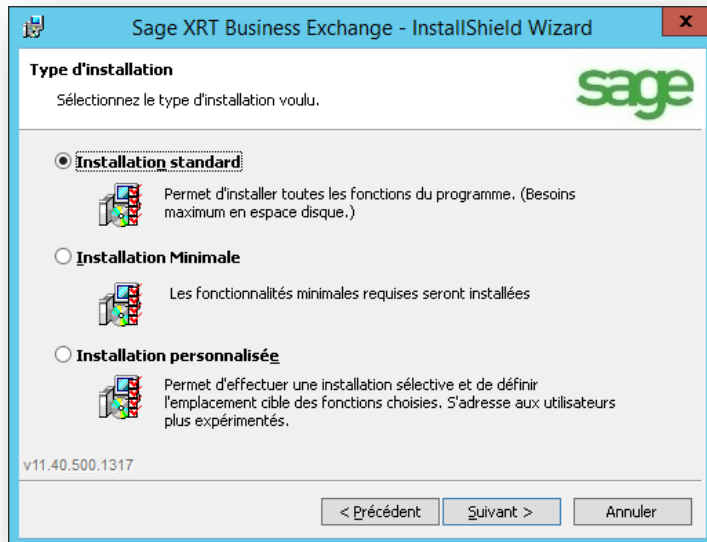 Sage XRT Business Exchange - InstallShield Wizard
x
Type d'installation
Sélectionnez le type d'installation voulu.
sage
Installation standard
Permet d'installer toutes les fonctions du programme. (Besoins
maximum en espace disque.)
Installation Minimale
Les fonctionnalités minimales requises seront installées
Installation personnalisée
Permet d'effectuer une installation sélective et de définir
l'emplacement cible des fonctions choisies. S'adresse aux utilisateurs
plus expérimentés.
v11.40.500.1317
< Précédent
Suivant >
Annuler